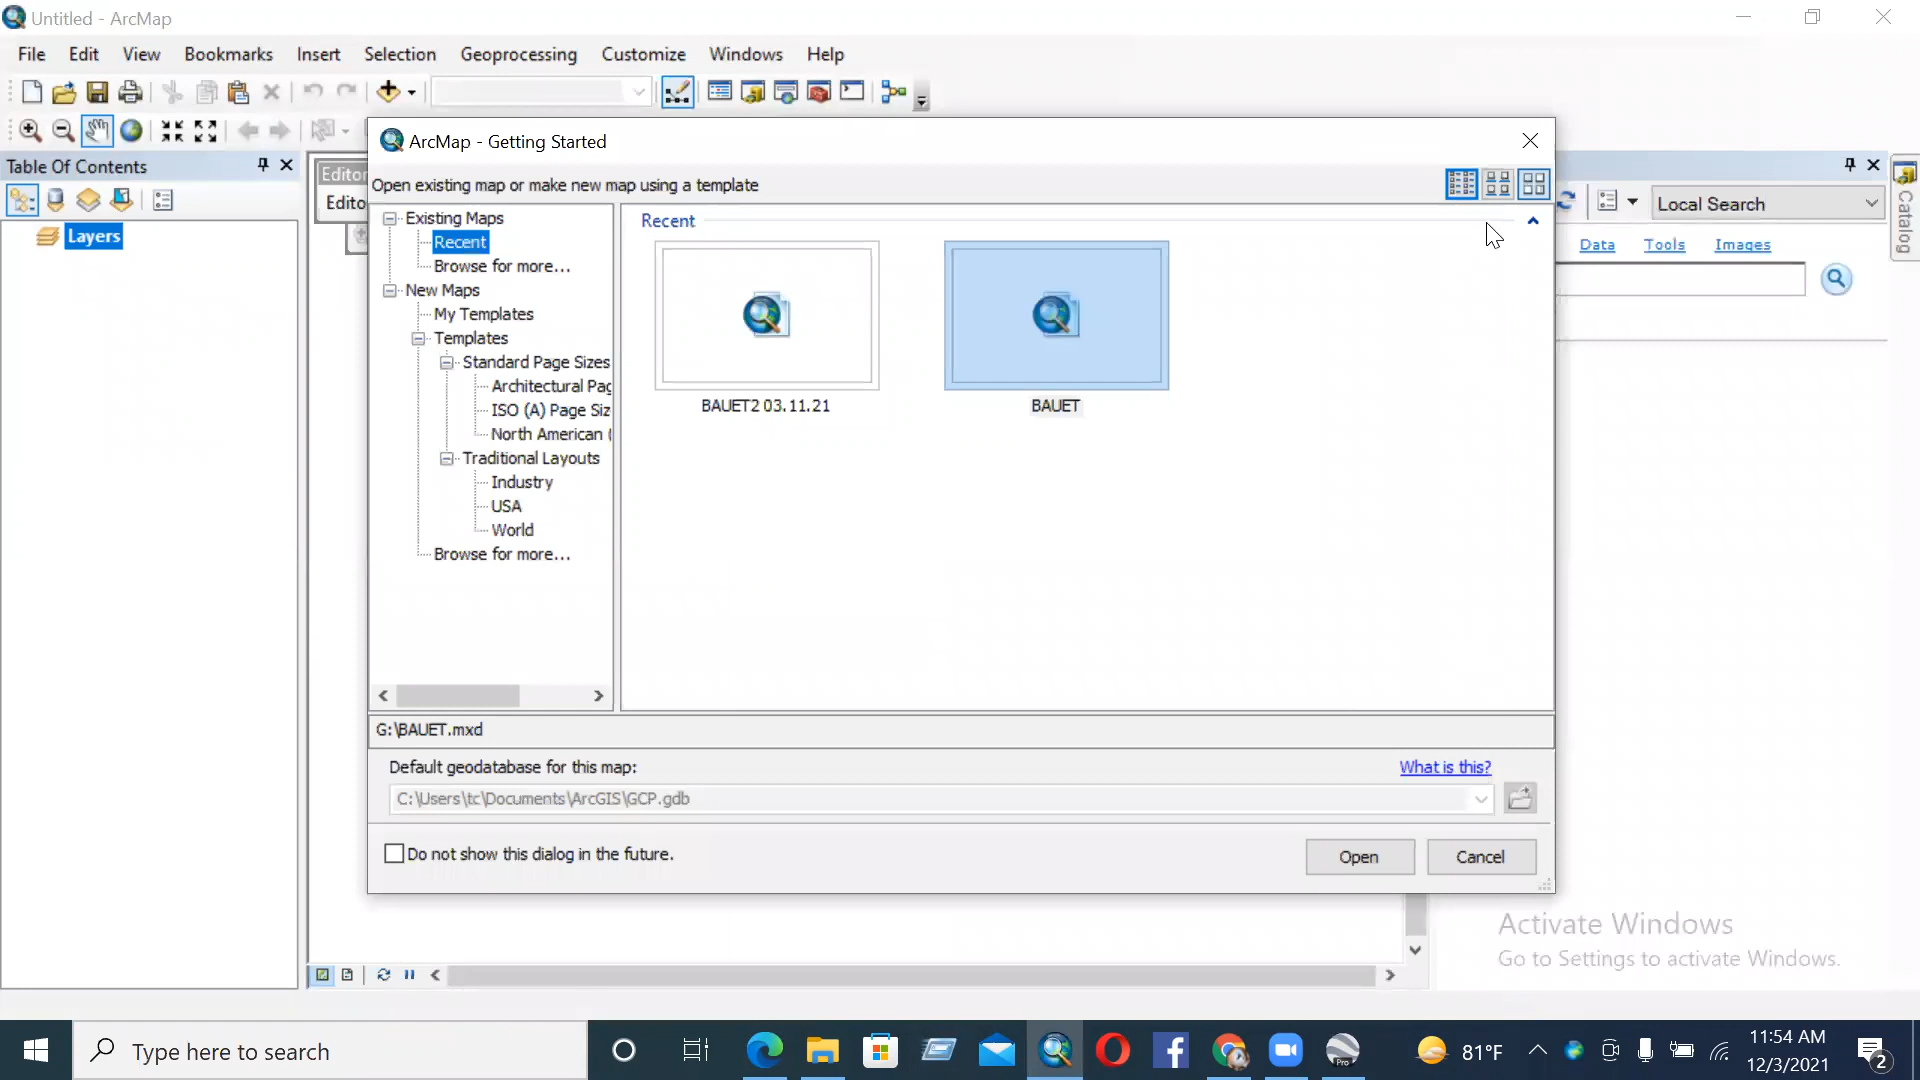 Untitled - ArcMap
File Edit View Bookmarks Insert Selection Geoprocessing Customize Windows Help
Table Of Contents
Layers
Editor
Edito
ArcMap - Getting Started
Open existing map or make new map using a template
Existing Maps
Recent
Browse for more...
New Maps
My Templates
Templates
Standard Page Sizes
Architectural Pag
ISO (A) Page Siz
North American (
Traditional Layouts
Industry
USA
World
Browse for more...
Recent
BAUET2 03.11.21
BAUET
G:\BAUET.mxd
Default geodatabase for this map:
What is this?
C:\Users\tc\Documents\ArcGIS\GCP.gdb
Do not show this dialog in the future.
Open
Cancel
Local Search
Data Tools Images
Catalog
Activate Windows
Go to Settings to activate Windows.
Type here to search
Pro
81°F
11:54 AM
12/3/2021
2